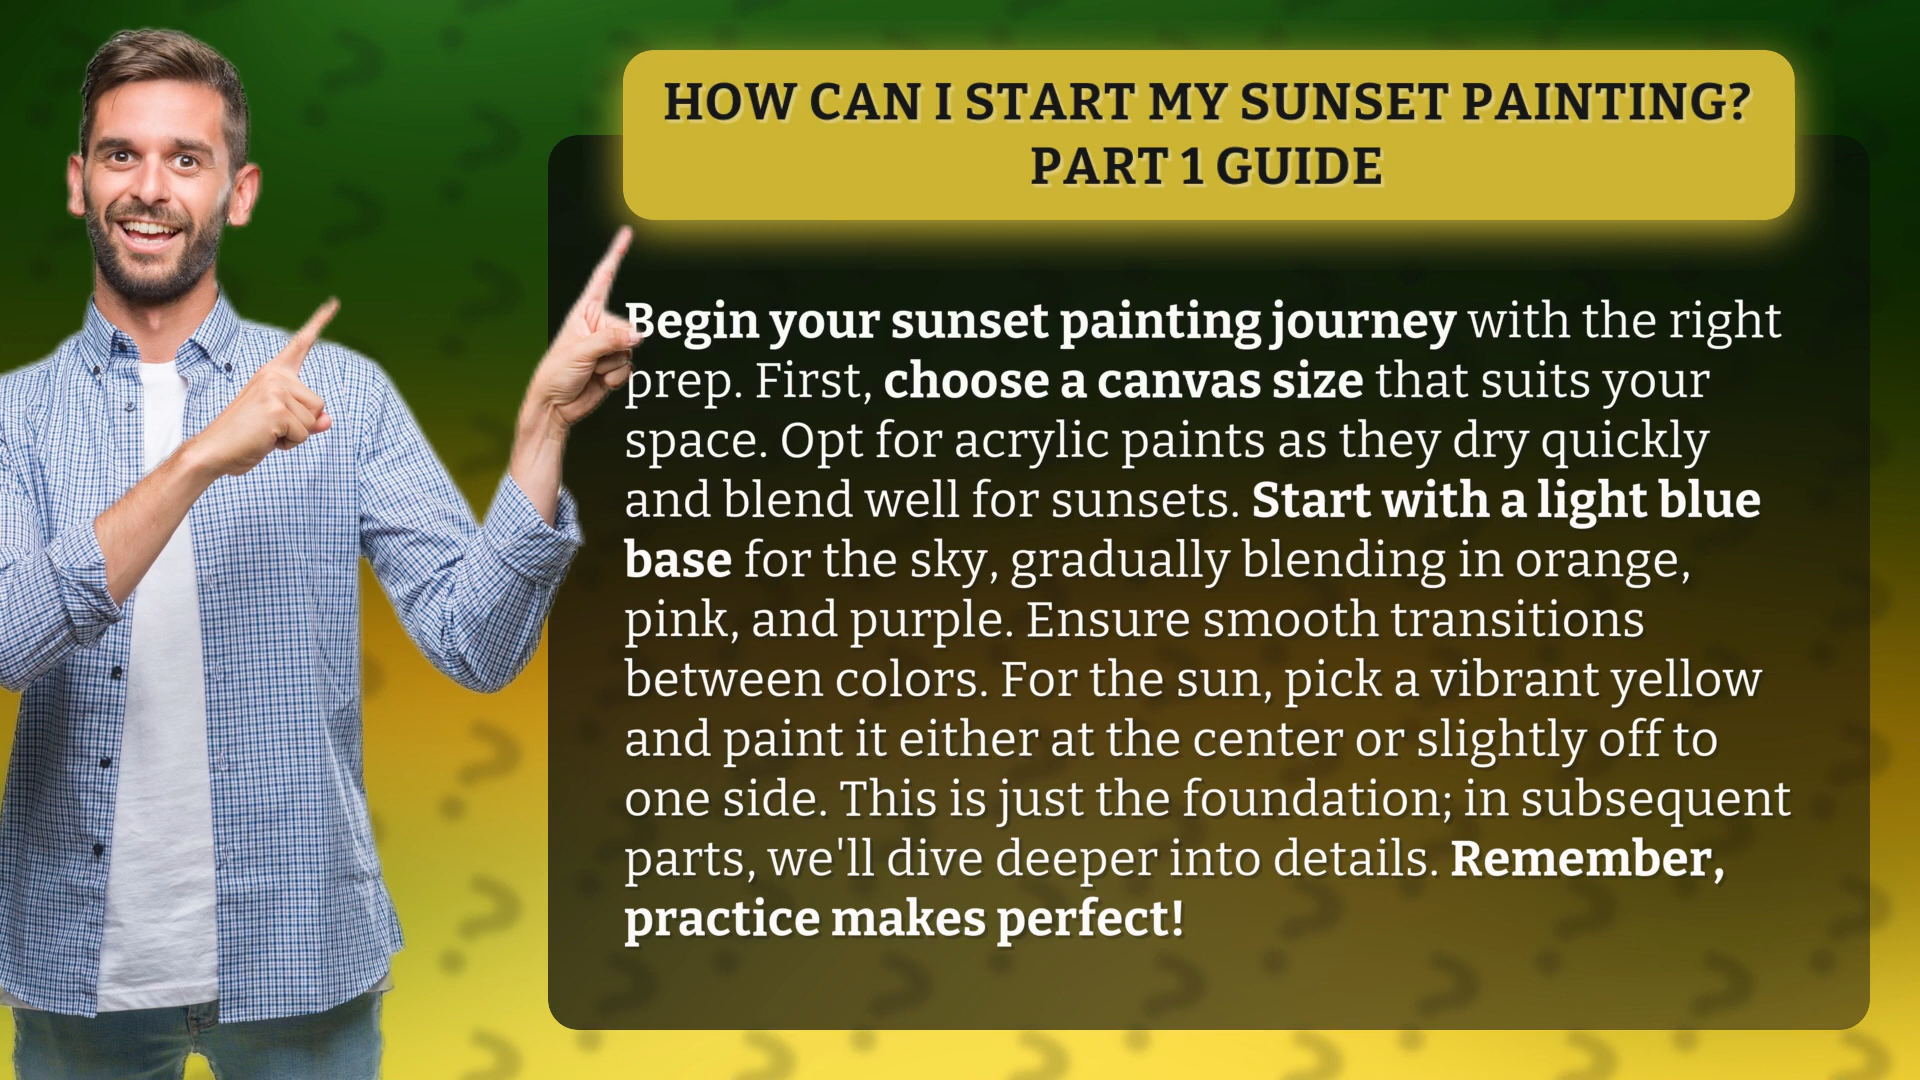 HOW CAN I START MY SUNSET PAINTING?
PART 1 GUIDE
Begin your sunset painting journey with the right
prep. First, choose a canvas size that suits your
space. Opt for acrylic paints as they dry quickly
and blend well for sunsets. Start with a light blue
base for the sky, gradually blending in orange,
pink, and purple. Ensure smooth transitions
between colors. For the sun, pick a vibrant yellow
and paint it either at the center or slightly off to
one side. This is just the foundation; in subsequent
parts, we'll dive deeper into details. Remember,
practice makes perfect!